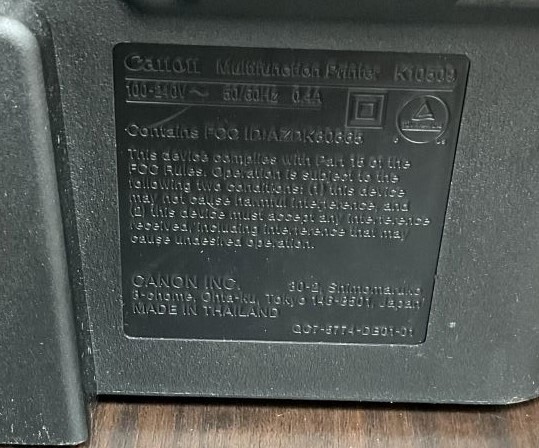 Canon Multifunction Printer K10509
100-240V ~ 50/60Hz 0.4A
Contains FCC ID:AZDK30365
This device complies with Part 15 of the
FCC Rules. Operation is subject to the
following two conditions: (1) this device
may not cause harmful interference, and
(2) this device must accept any interference
received, including interference that may
cause undesired operation.
CANON INC. 30-2, Shimomaruko
3-chome, Ohta-ku, Tokyo 146-8501, Japan
MADE IN THAILAND